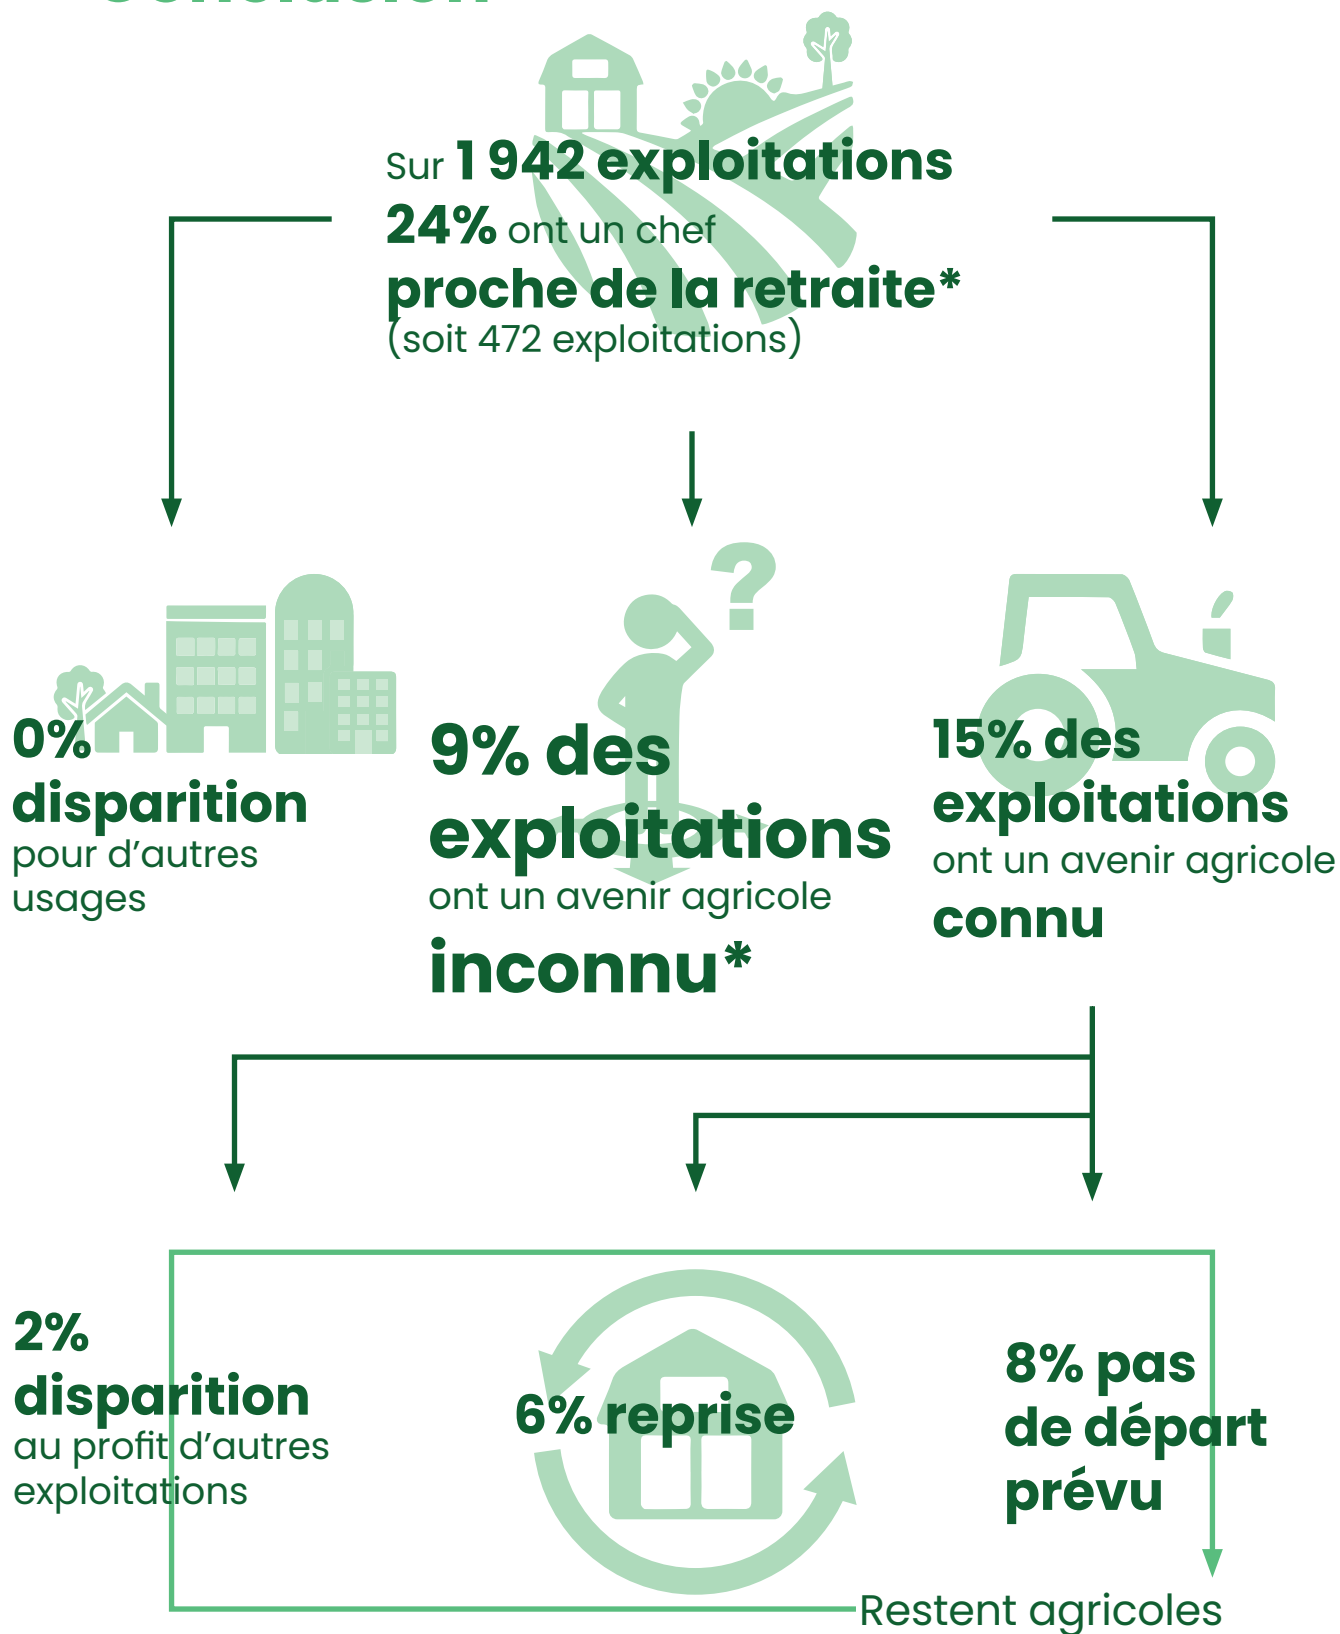 Conclusion
Sur 1 942 exploitations
24% ont un chef
proche de la retraite*
(soit 472 exploitations)
?
0%
disparition
pour d'autres
usages
9% des
exploitations
ont un avenir agricole
inconnu*
15% des
exploitations
ont un avenir agricole
connu
2%
disparition
au profit d'autres
exploitations
6% reprise
8% pas
de départ
prévu
Restent agricoles